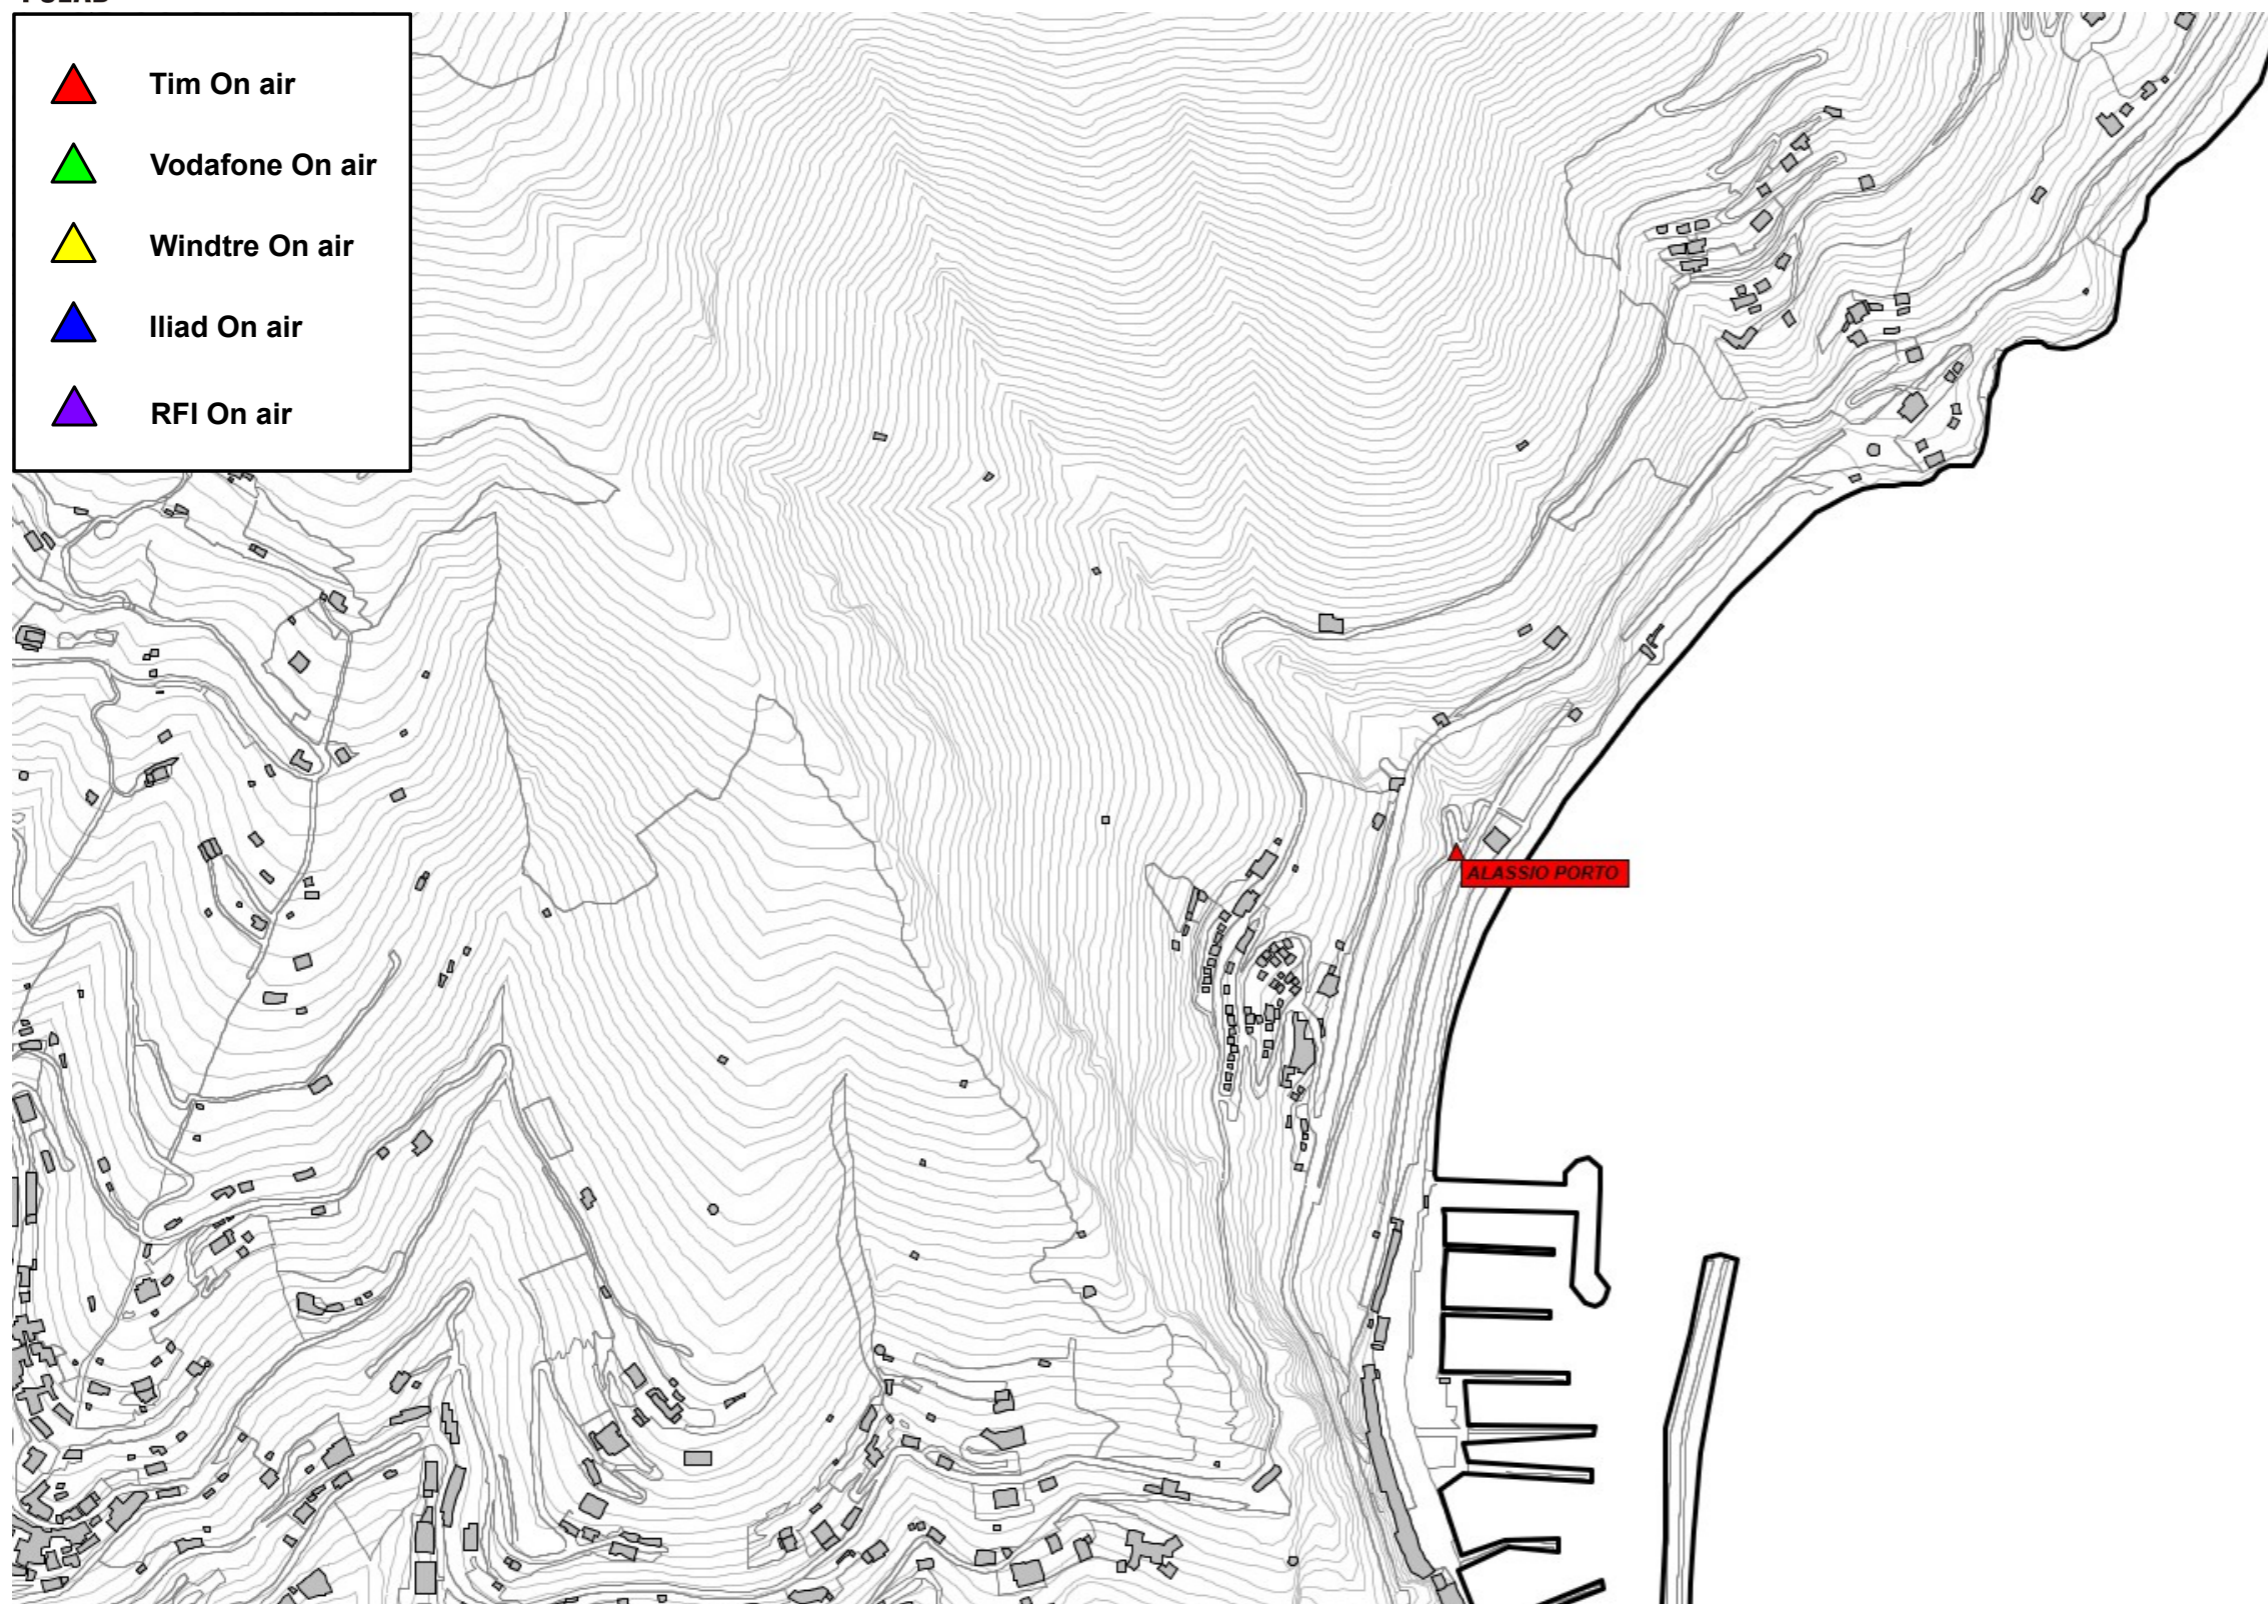 Tim On air
Vodafone On air
Windtre On air
Iliad On air
RFI On air
ALASSIO PORTO